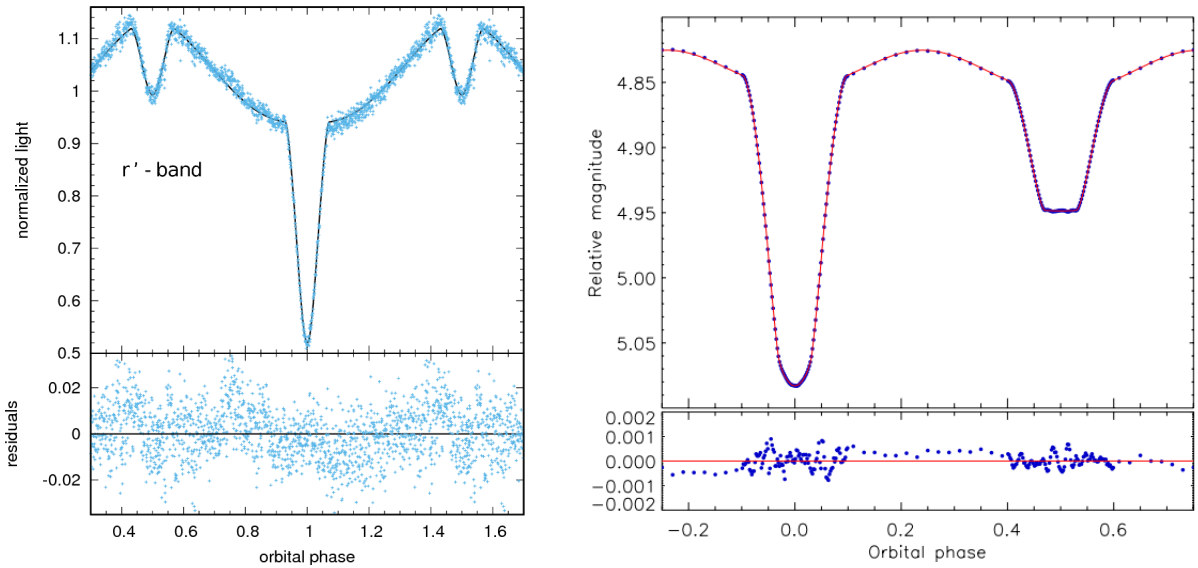 1.1
1
0.9
0.8
0.7
0.6
0.5
normalized light
r' - band
0.02
0
-0.02
residuals
0.4 0.6 0.8 1 1.2 1.4 1.6
orbital phase
4.85
4.90
4.95
5.00
5.05
Relative magnitude
0.002
0.001
0.000
−0.001
−0.002
−0.2 0.0 0.2 0.4 0.6
Orbital phase